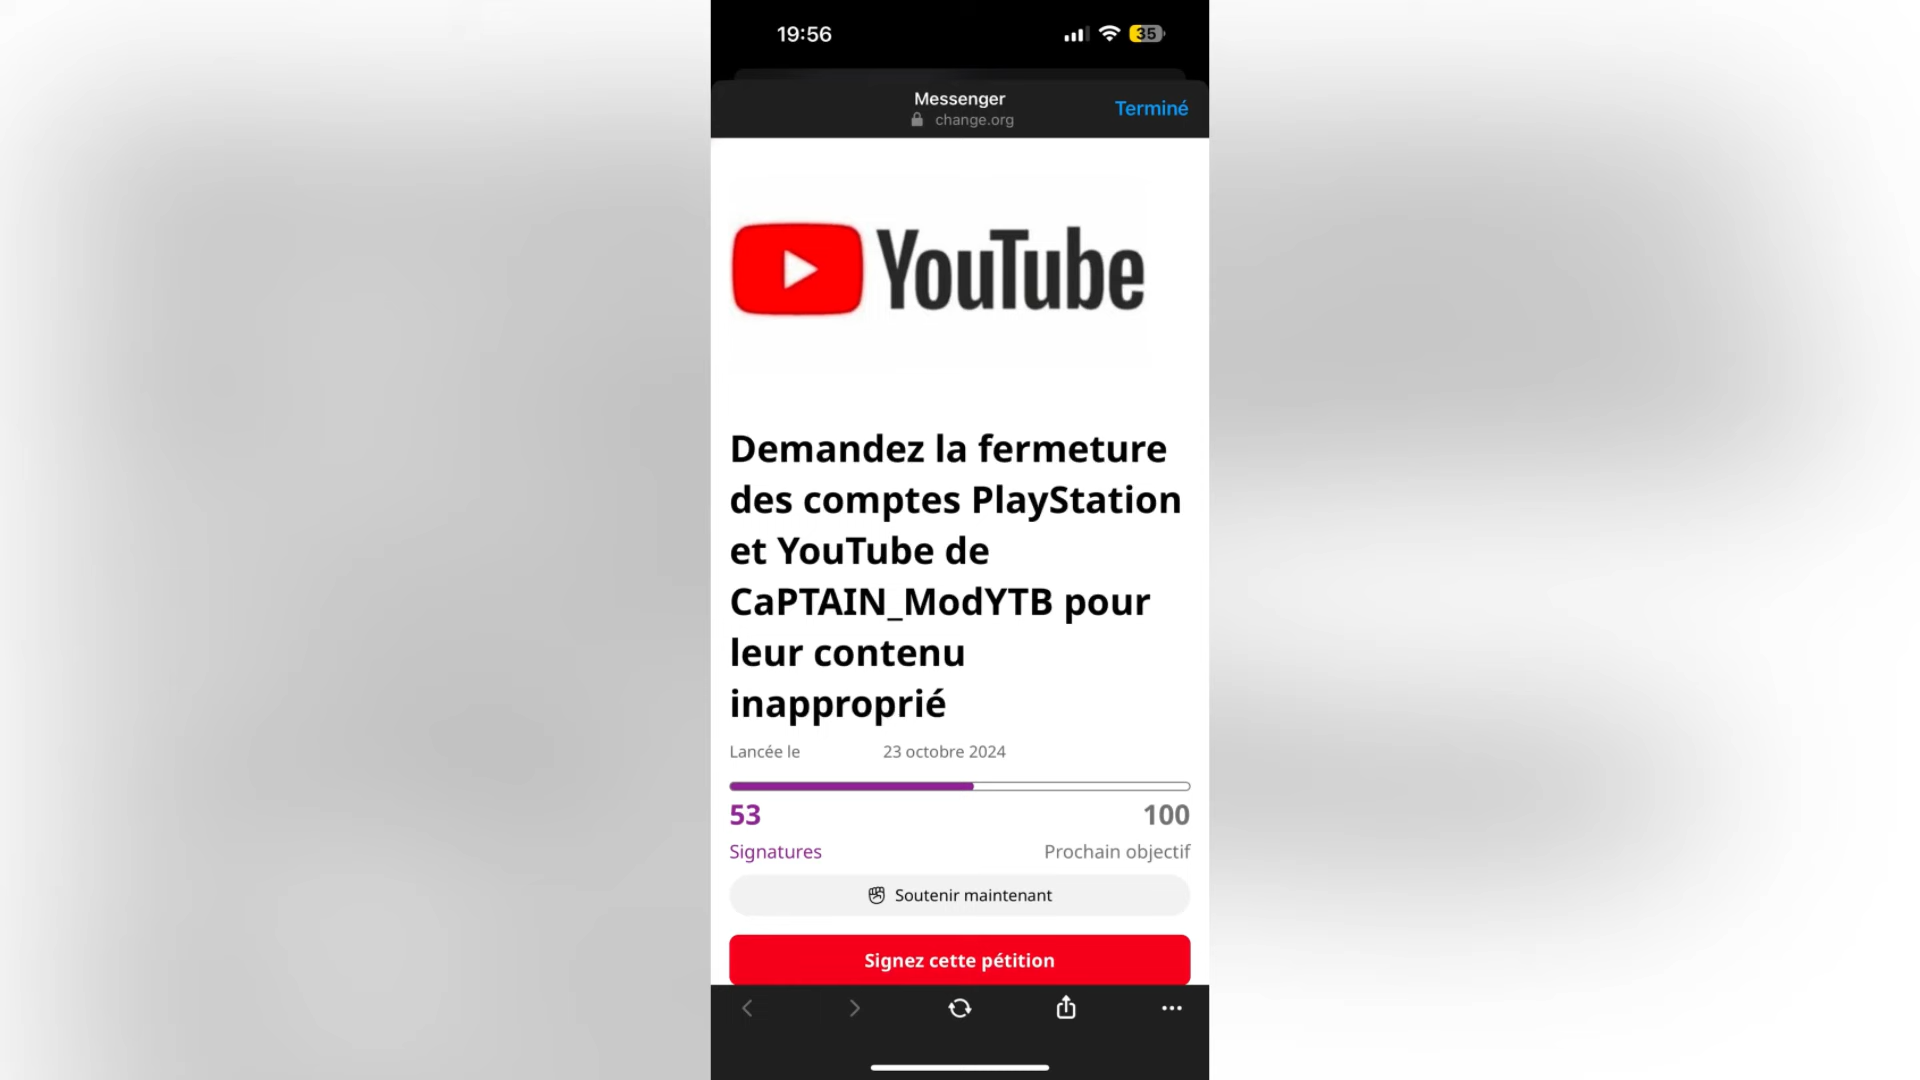 19:56
35
Messenger
change.org
Terminé
YouTube
Demandez la fermeture
des comptes PlayStation
et YouTube de
CaPTAIN_ModYTB pour
leur contenu
inapproprié
Lancée le 23 octobre 2024
53 100
Signatures Prochain objectif
Soutenir maintenant
Signez cette pétition